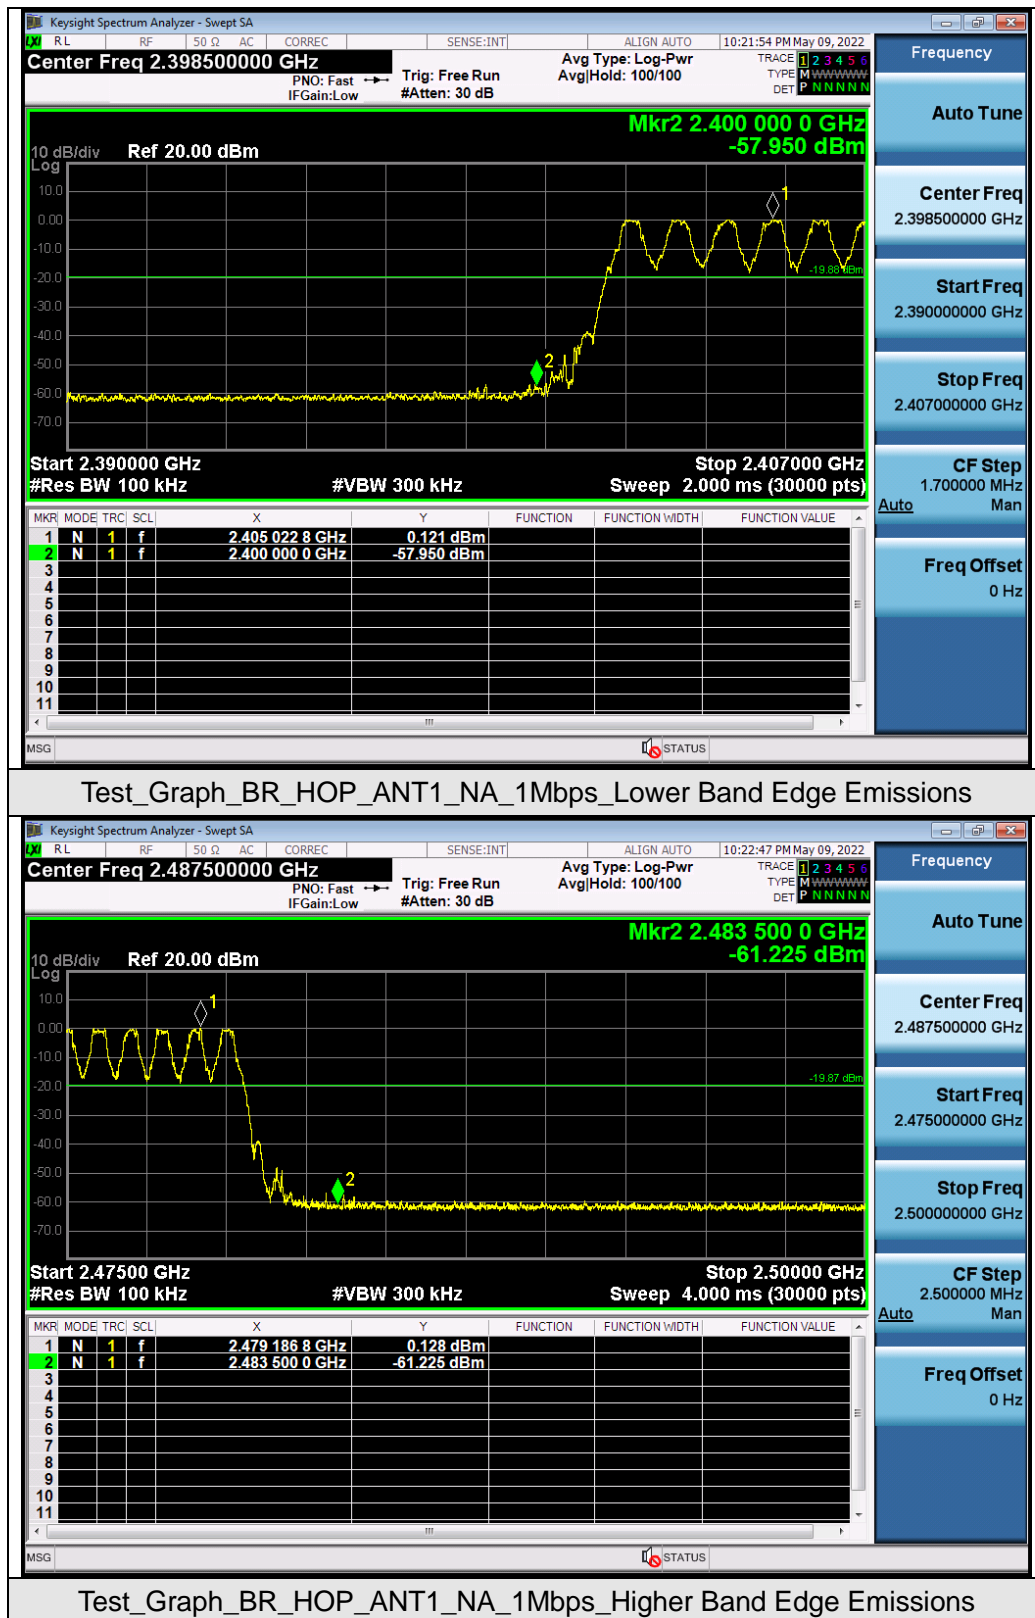 Keysight Spectrum Analyzer - Swept SA
LXI RL RF 50 Ω AC CORREC SENSE:INT ALIGN AUTO 10:21:54 PM May 09, 2022
Center Freq 2.398500000 GHz
PNO: Fast
IFGain:Low
Trig: Free Run
#Atten: 30 dB
Avg Type: Log-Pwr
Avg|Hold: 100/100
TRACE 1 2 3 4 5 6
TYPE M WWWWW
DET P N N N N N
Mkr2 2.400 000 0 GHz
-57.950 dBm
10 dB/div Ref 20.00 dBm
Log
10.0
0.00
-10.0
-20.0
-30.0
-40.0
-50.0
-60.0
-70.0
1
2
-19.88 dBm
Start 2.390000 GHz Stop 2.407000 GHz
#Res BW 100 kHz #VBW 300 kHz Sweep 2.000 ms (30000 pts)
MKR MODE TRC SCL X Y FUNCTION FUNCTION WIDTH FUNCTION VALUE
1 N 1 f 2.405 022 8 GHz 0.121 dBm
2 N 1 f 2.400 000 0 GHz -57.950 dBm
3
4
5
6
7
8
9
10
11
MSG STATUS
Frequency
Auto Tune
Center Freq
2.398500000 GHz
Start Freq
2.390000000 GHz
Stop Freq
2.407000000 GHz
CF Step
1.700000 MHz
Auto Man
Freq Offset
0 Hz
Test_Graph_BR_HOP_ANT1_NA_1Mbps_Lower Band Edge Emissions
Keysight Spectrum Analyzer - Swept SA
LXI RL RF 50 Ω AC CORREC SENSE:INT ALIGN AUTO 10:22:47 PM May 09, 2022
Center Freq 2.487500000 GHz
PNO: Fast
IFGain:Low
Trig: Free Run
#Atten: 30 dB
Avg Type: Log-Pwr
Avg|Hold: 100/100
TRACE 1 2 3 4 5 6
TYPE M WWWWW
DET P N N N N N
Mkr2 2.483 500 0 GHz
-61.225 dBm
10 dB/div Ref 20.00 dBm
Log
10.0
0.00
-10.0
-20.0
-30.0
-40.0
-50.0
-60.0
-70.0
1
2
-19.87 dBm
Start 2.47500 GHz Stop 2.50000 GHz
#Res BW 100 kHz #VBW 300 kHz Sweep 4.000 ms (30000 pts)
MKR MODE TRC SCL X Y FUNCTION FUNCTION WIDTH FUNCTION VALUE
1 N 1 f 2.479 186 8 GHz 0.128 dBm
2 N 1 f 2.483 500 0 GHz -61.225 dBm
3
4
5
6
7
8
9
10
11
MSG STATUS
Frequency
Auto Tune
Center Freq
2.487500000 GHz
Start Freq
2.475000000 GHz
Stop Freq
2.500000000 GHz
CF Step
2.500000 MHz
Auto Man
Freq Offset
0 Hz
Test_Graph_BR_HOP_ANT1_NA_1Mbps_Higher Band Edge Emissions